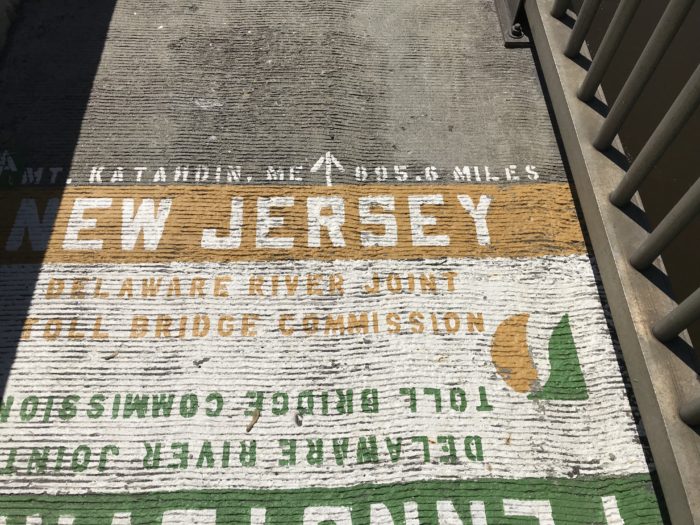 MT. KATAHDIN, ME ↑ 895.6 MILES
NEW JERSEY
DELAWARE RIVER JOINT
TOLL BRIDGE COMMISSION
DELAWARE RIVER JOINT
TOLL BRIDGE COMMISSION